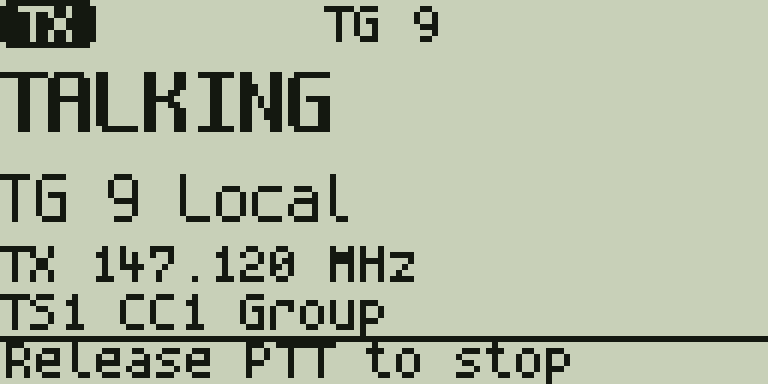 TX TG 9
TALKING
TG 9 Local
TX 147.120 MHz
TS1 CC1 Group
Release PTT to stop